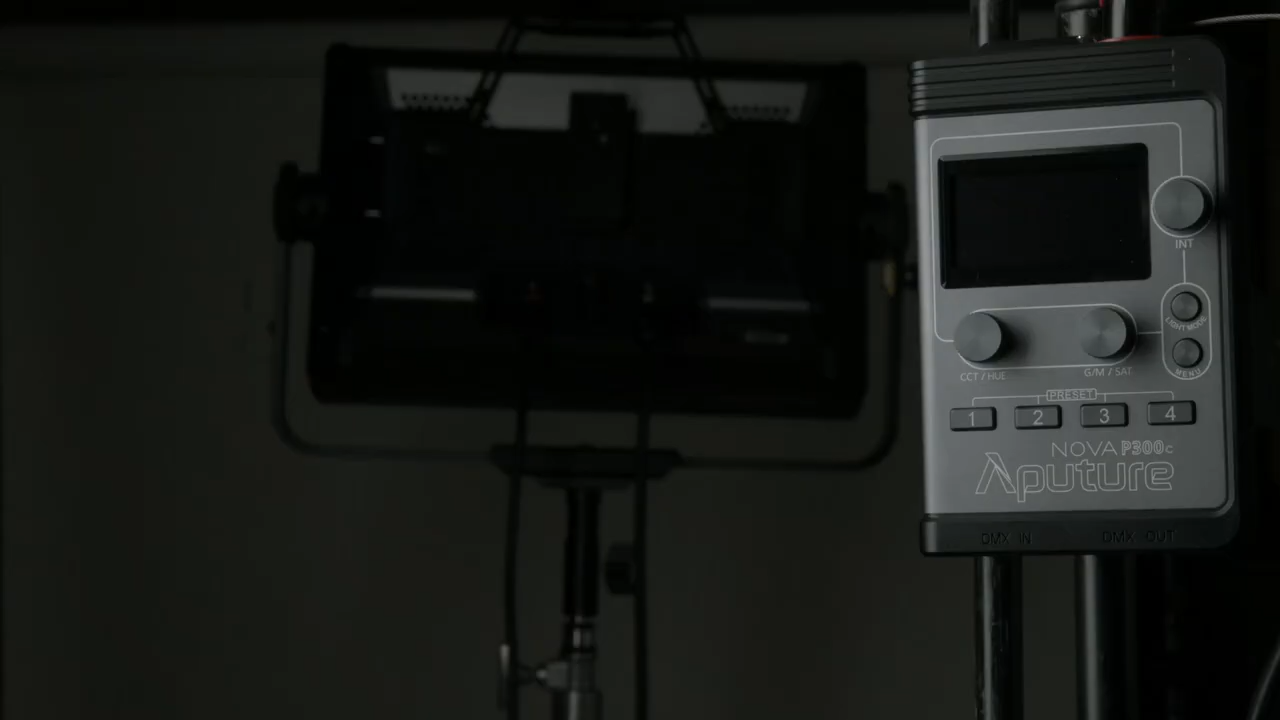 INT
LIGHT MODE
MENU
CCT / HUE
G/M / SAT
PRESET
1 2 3 4
NOVA P300c
Aputure
DMX IN DMX OUT